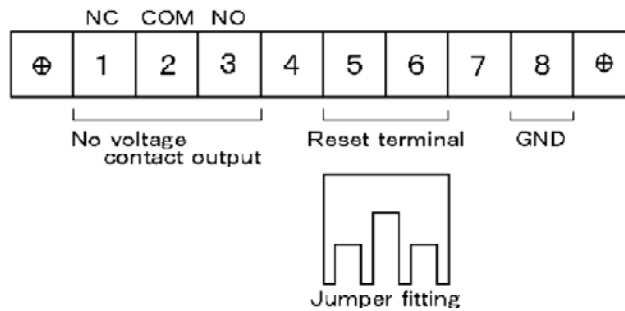 NC COM NO
⊕ 1 2 3 4 5 6 7 8 ⊕
No voltage
contact output
Reset terminal
GND
Jumper fitting